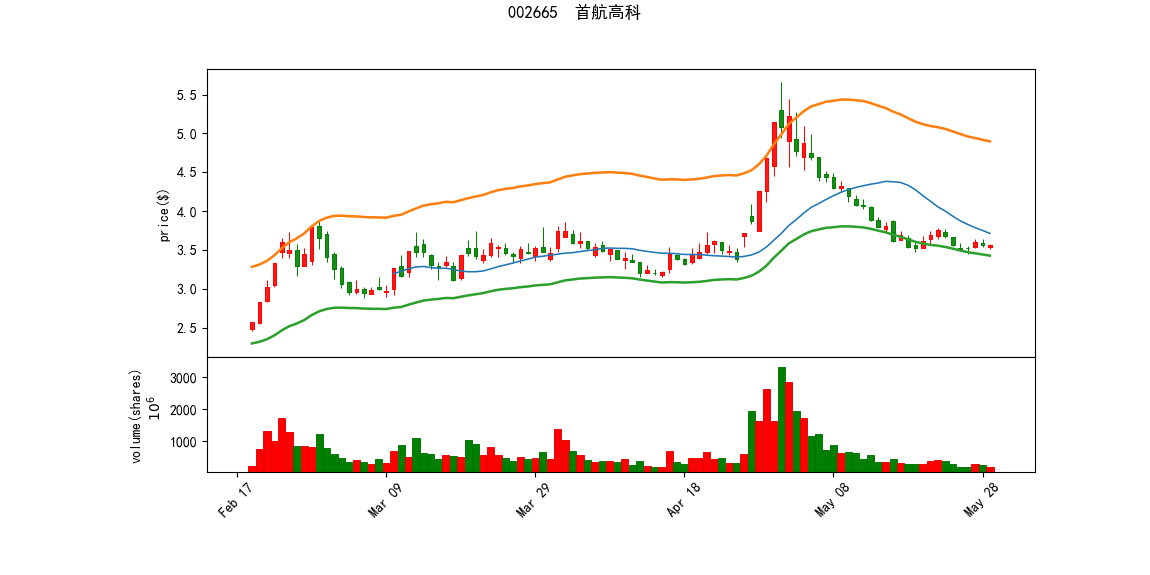 002665 首航高科
price($)
5.5
5.0
4.5
4.0
3.5
3.0
2.5
volume(shares)
10^6
3000
2000
1000
Feb 17
Mar 09
Mar 29
Apr 18
May 08
May 28